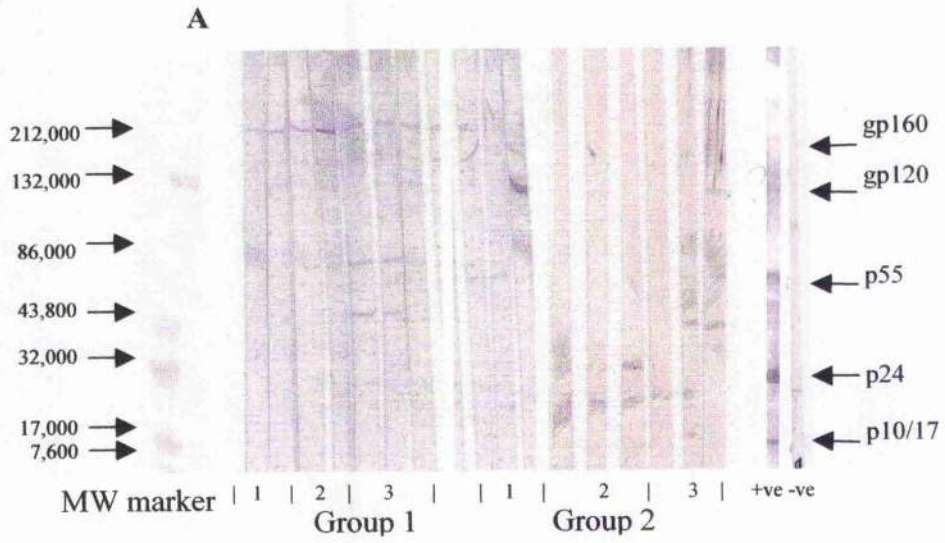 A
212,000
132,000
86,000
43,800
32,000
17,000
7,600
gp160
gp120
p55
p24
p10/17
MW marker | 1 | 2 | 3 | | 1 | 2 | 3 | +ve -ve
Group 1 Group 2